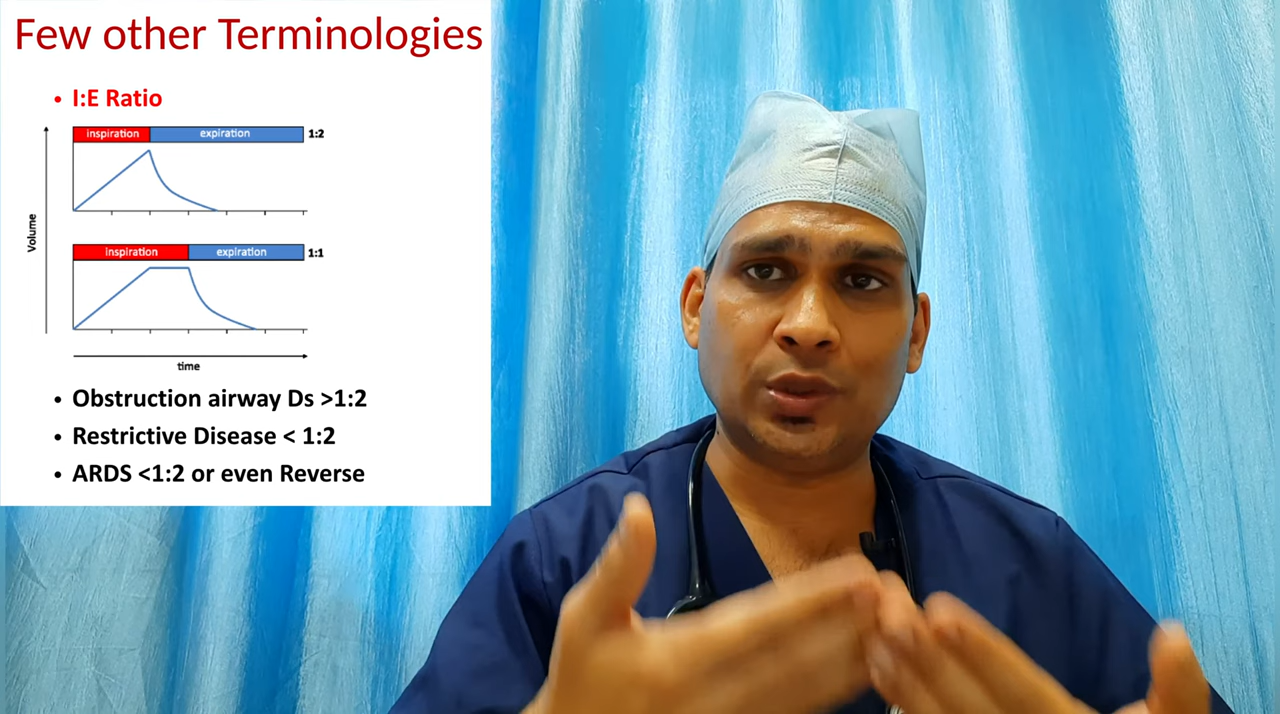 Few other Terminologies
• I:E Ratio
inspiration expiration 1:2
Volume
inspiration expiration 1:1
time
• Obstruction airway Ds >1:2
• Restrictive Disease < 1:2
• ARDS <1:2 or even Reverse